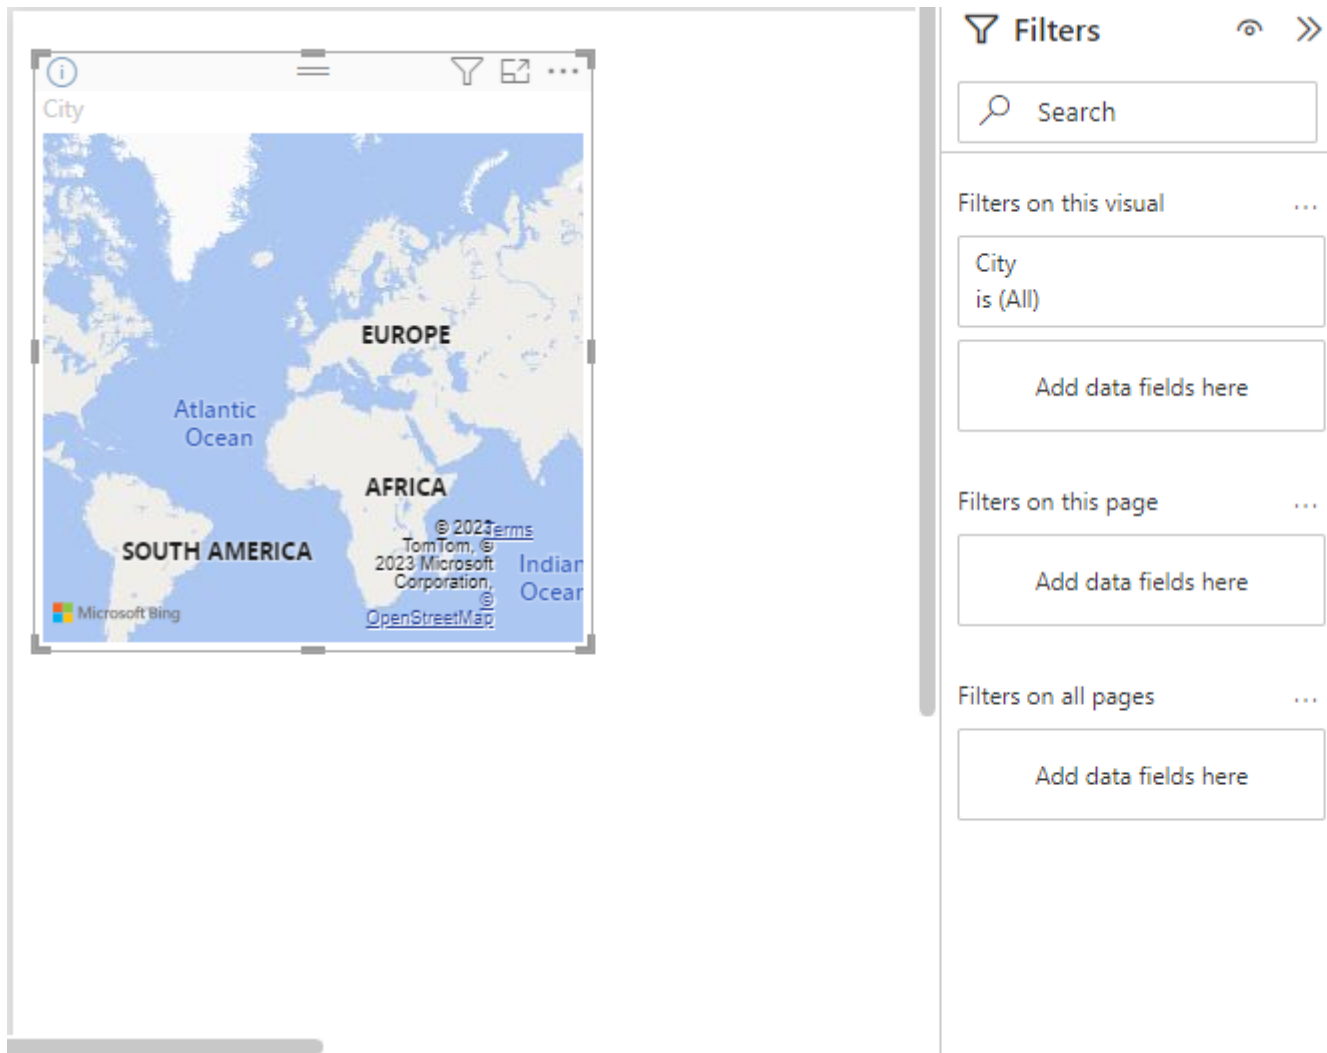 Filters
Search
City
Filters on this visual
...
City
is (All)
Add data fields here
EUROPE
Atlantic
Ocean
AFRICA
SOUTH AMERICA
© 2023
Terms
TomTom, ©
2023 Microsoft
Corporation,
©
OpenStreetMap
Indian
Ocean
Microsoft Bing
Filters on this page
...
Add data fields here
Filters on all pages
...
Add data fields here